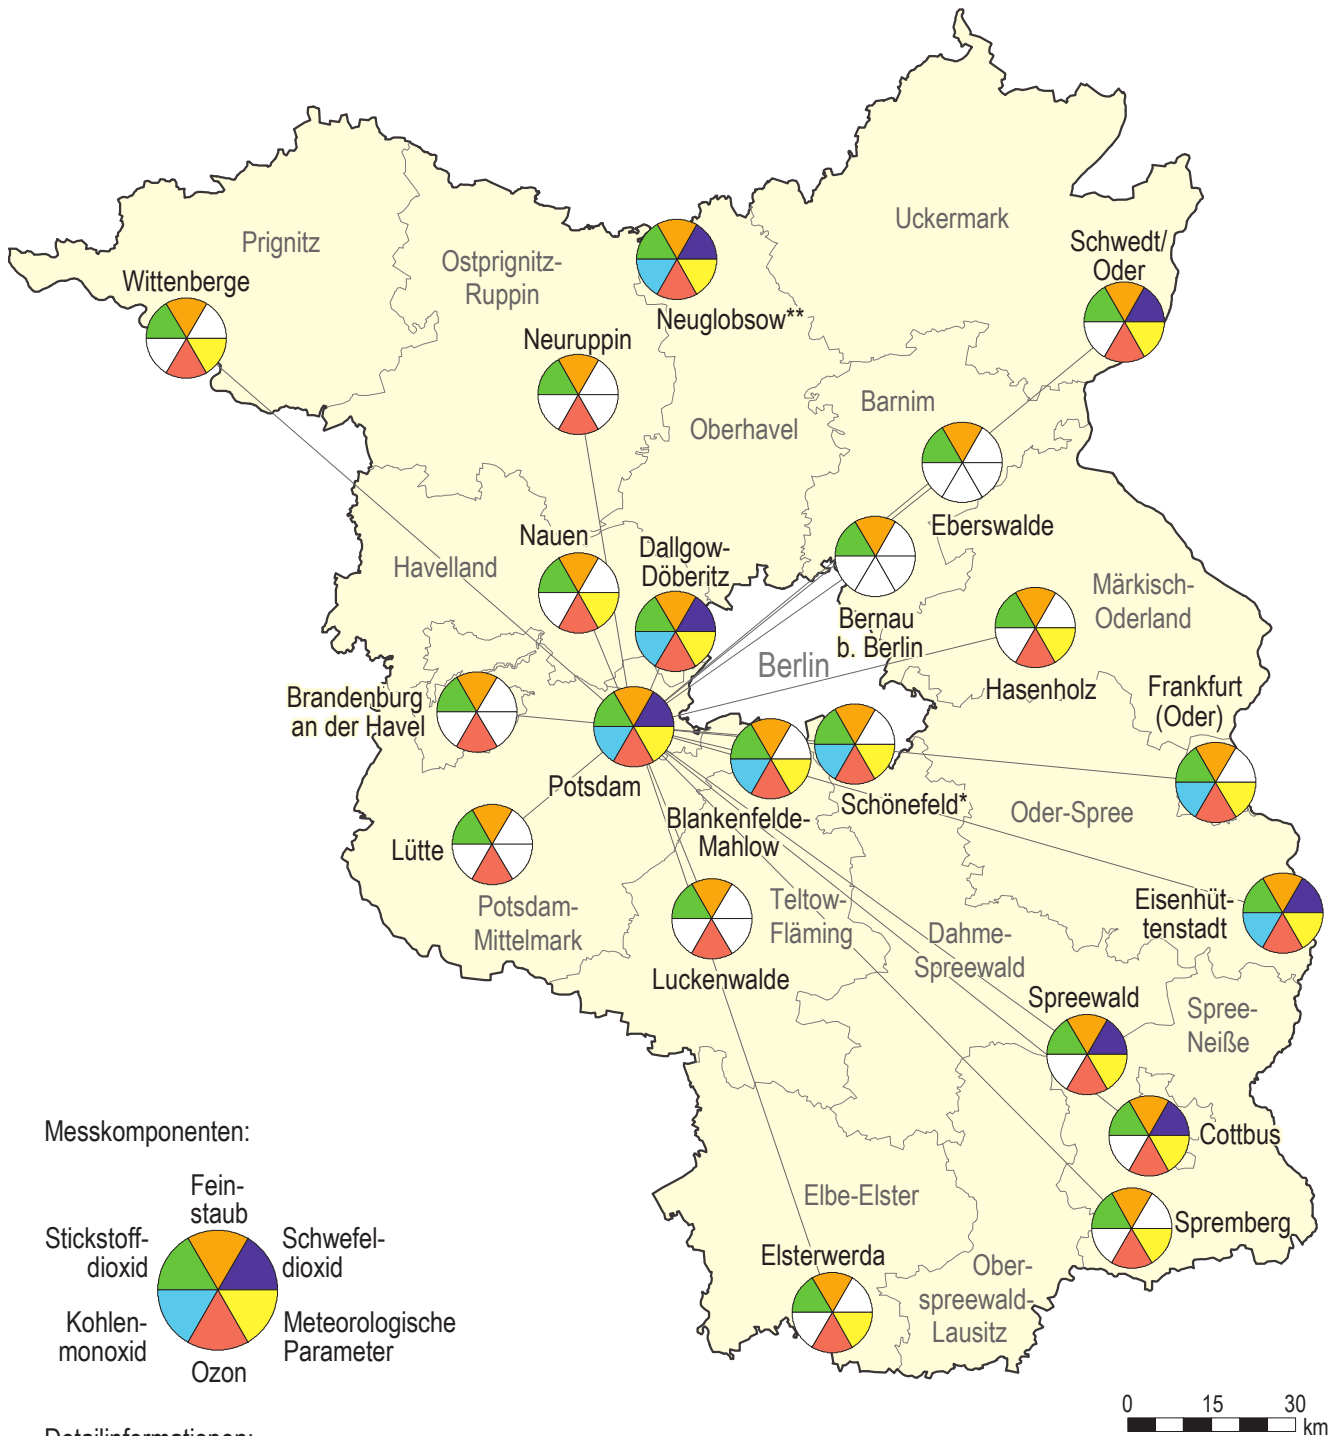 Uckermark
Schwedt/
Oder
Prignitz
Ostprignitz-
Ruppin
Wittenberge
Neuglobsow**
Neuruppin
Barnim
Oberhavel
Eberswalde
Nauen
Dallgow-
Döberitz
Havelland
Märkisch-
Oderland
Bernau
b. Berlin
Berlin
Hasenholz
Frankfurt
(Oder)
Brandenburg
an der Havel
Potsdam
Schönefeld*
Blankenfelde-
Mahlow
Oder-Spree
Lütte
Potsdam-
Mittelmark
Teltow-
Fläming
Eisenhüt-
tenstadt
Dahme-
Spreewald
Luckenwalde
Spreewald
Spree-
Neiße
Cottbus
Spremberg
Elbe-Elster
Elsterwerda
Ober-
spreewald-
Lausitz
Messkomponenten:
Fein-
staub
Stickstoff-
dioxid
Schwefel-
dioxid
Kohlen-
monoxid
Meteorologische
Parameter
Ozon
0 15 30
km
Detailinformationen: